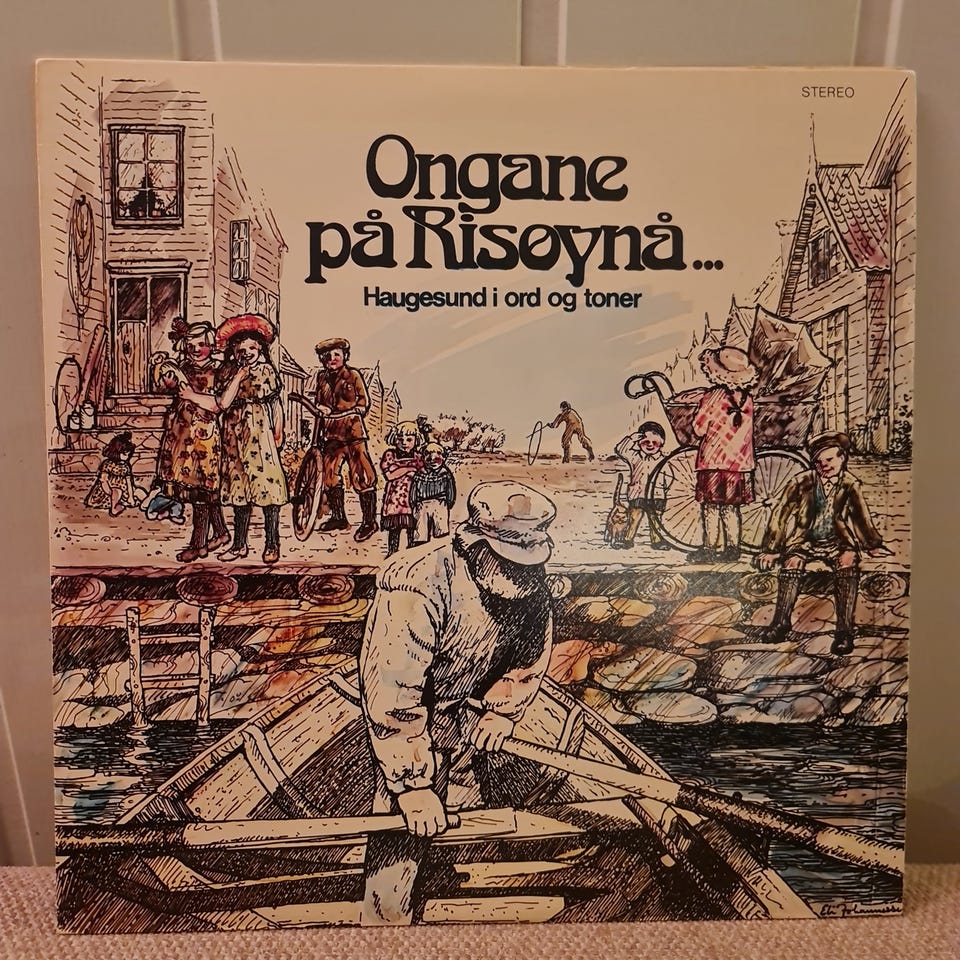 STEREO
Ongane
på Risøynå...
Haugesund i ord og toner